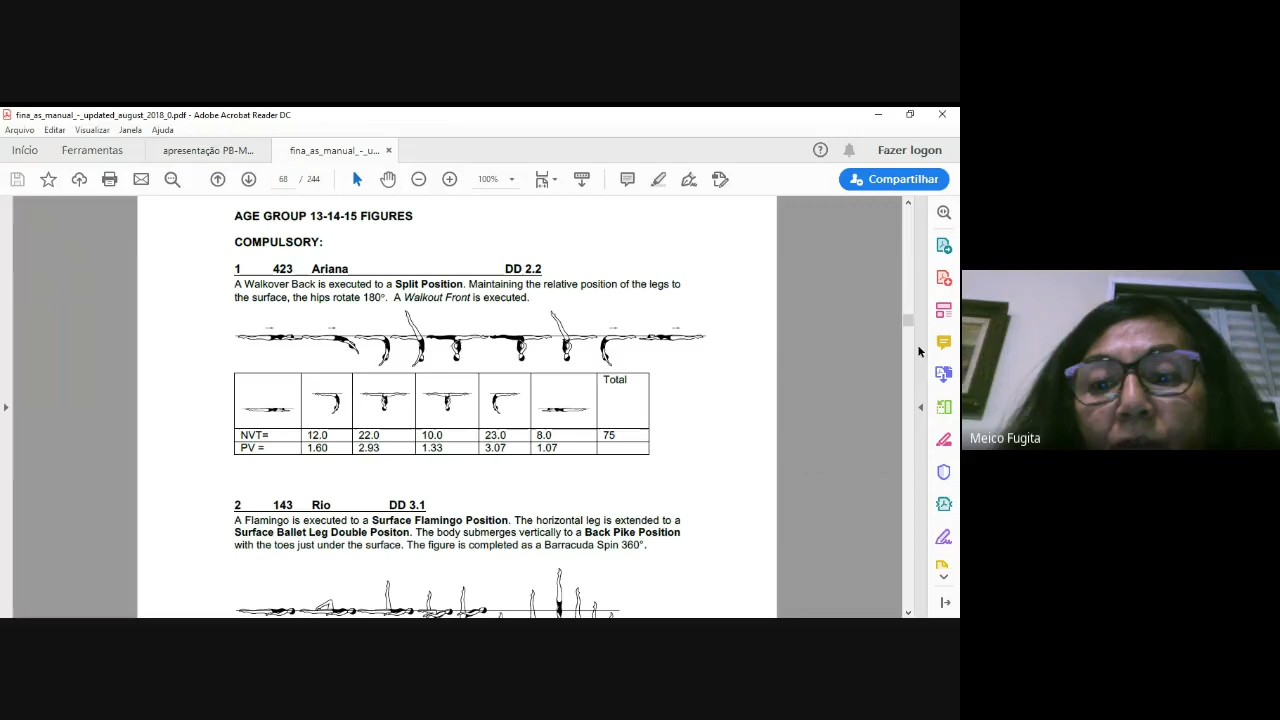 fina_as_manual_-_updated_august_2018_0.pdf - Adobe Acrobat Reader DC
Arquivo Editar Visualizar Janela Ajuda
Início Ferramentas apresentação PB-M... fina_as_manual_-_u... × Fazer logon
68 / 244 100% Compartilhar
AGE GROUP 13-14-15 FIGURES
COMPULSORY:
1 423 Ariana DD 2.2
A Walkover Back is executed to a Split Position. Maintaining the relative position of the legs to
the surface, the hips rotate 180°. A Walkout Front is executed.
Total
NVT= 12.0 22.0 10.0 23.0 8.0 75
PV = 1.60 2.93 1.33 3.07 1.07
2 143 Rio DD 3.1
A Flamingo is executed to a Surface Flamingo Position. The horizontal leg is extended to a
Surface Ballet Leg Double Positon. The body submerges vertically to a Back Pike Position
with the toes just under the surface. The figure is completed as a Barracuda Spin 360°.
Meico Fugita